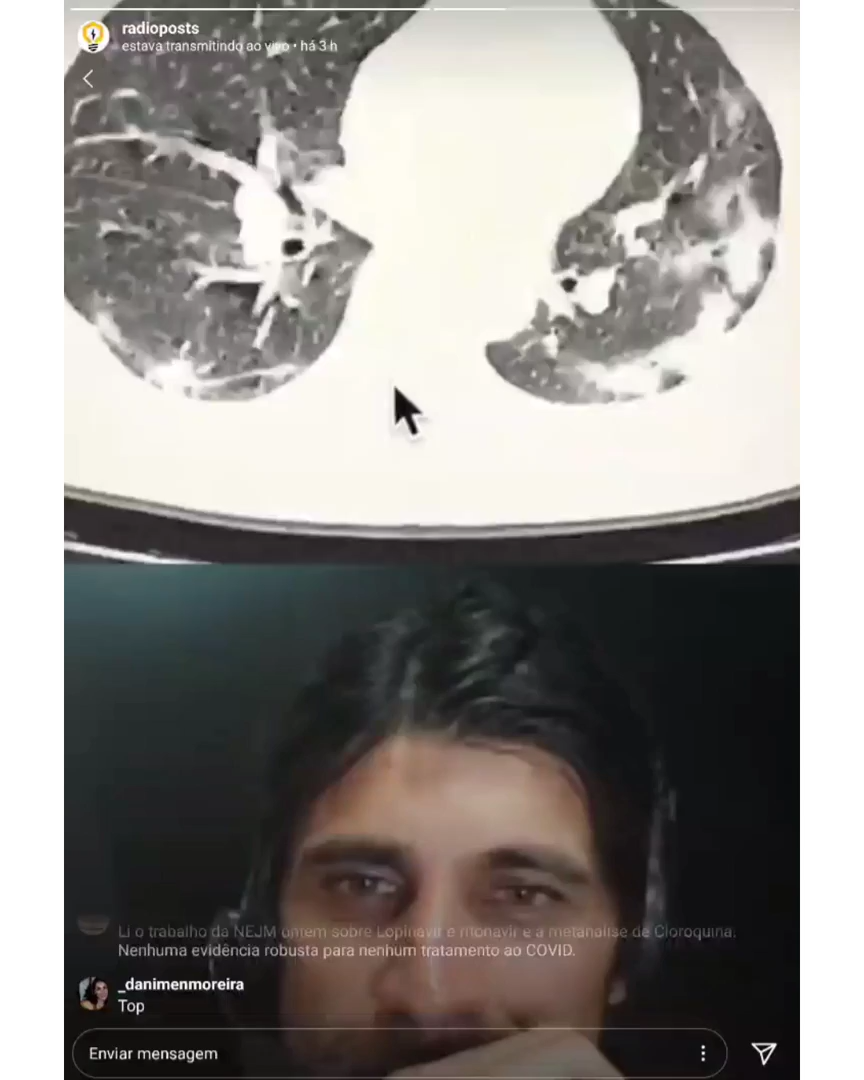 radioposts
estava transmitindo ao vivo • há 3 h
Li o trabalho da NEJM ontem sobre Lopinavir e ritonavir e a metanálise de Cloroquina.
Nenhuma evidência robusta para nenhum tratamento ao COVID.
_danimenmoreira
Top
Enviar mensagem